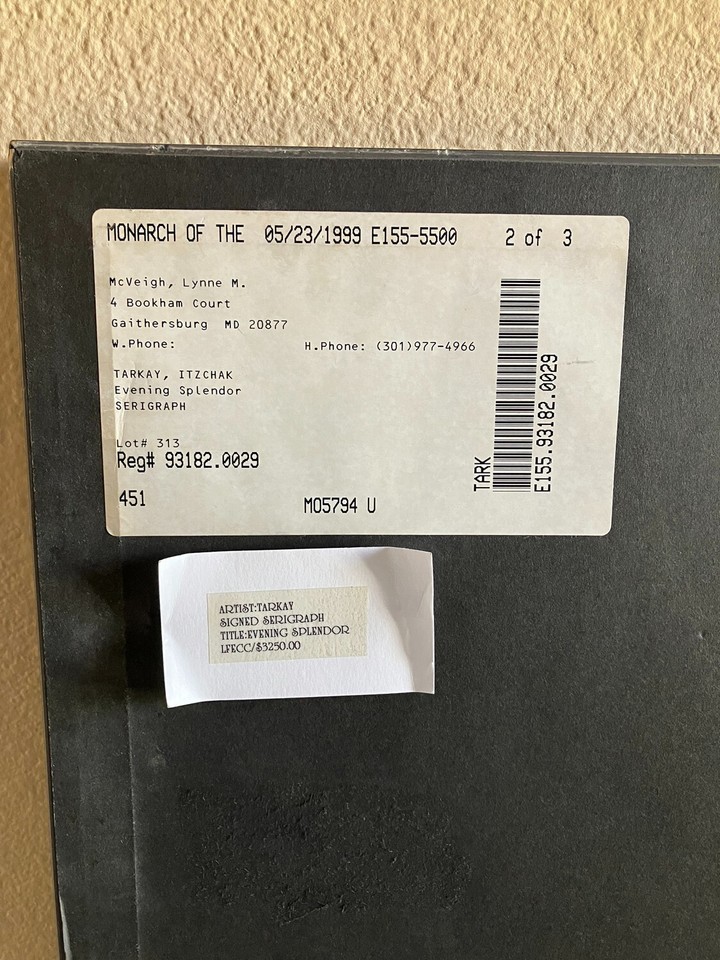 MONARCH OF THE 05/23/1999 E155-5500 2 of 3
McVeigh, Lynne M.
4 Bookham Court
Gaithersburg MD 20877
W.Phone: H.Phone: (301)977-4966
TARKAY, ITZCHAK
Evening Splendor
SERIGRAPH
Lot# 313
Reg# 93182.0029
451 MO5794 U
TARK
E155.93182.0029
ARTIST:TARKAY
SIGNED SERIGRAPH
TITLE:EVENING SPLENDOR
LFECC/$3250.00